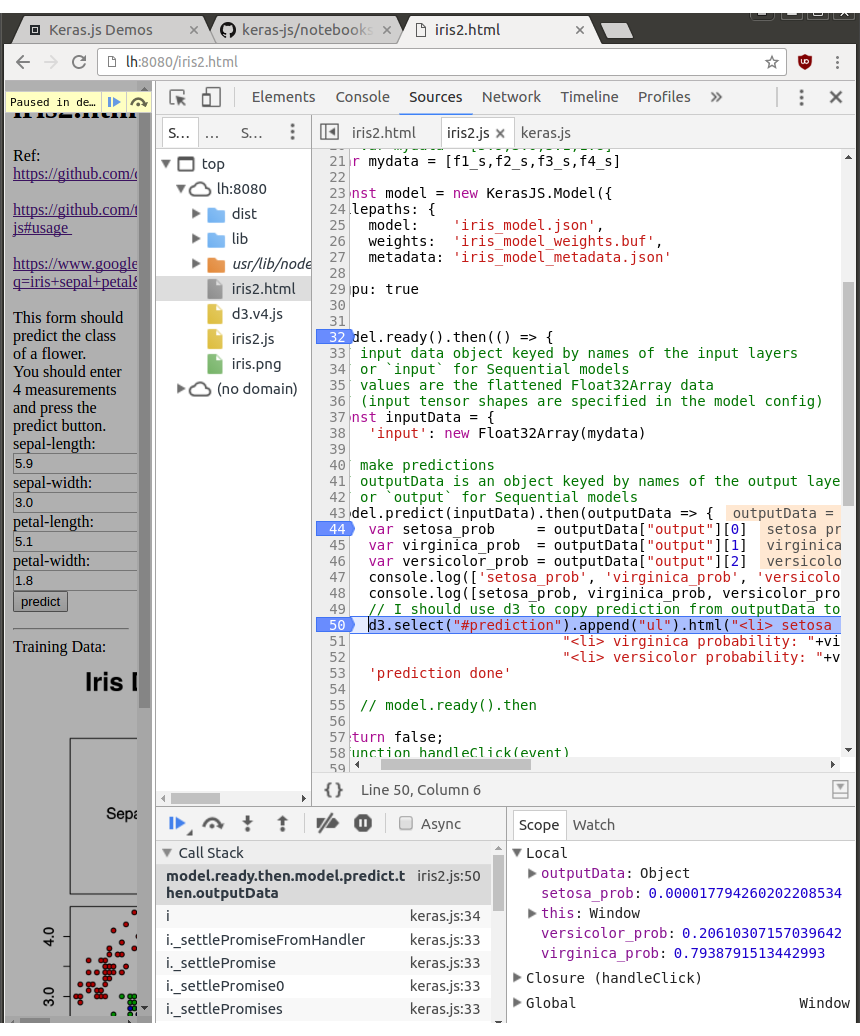 Keras.js Demos
keras-js/notebooks
iris2.html
lh:8080/iris2.html
Paused in de…
Elements Console Sources Network Timeline Profiles
S… … S…
iris2.html iris2.js keras.js
top
lh:8080
dist
lib
usr/lib/node
iris2.html
d3.v4.js
iris2.js
iris.png
(no domain)
Ref:
https://github.com/
https://github.com/
js#usage
https://www.google
q=iris+sepal+petal
This form should
predict the class
of a flower.
You should enter
4 measurements
and press the
predict button.
sepal-length:
5.9
sepal-width:
3.0
petal-length:
5.1
petal-width:
1.8
predict
Training Data:
Iris
Sepa
4.0
3.0
21 r mydata = [f1_s,f2_s,f3_s,f4_s]
22
23 nst model = new KerasJS.Model({
24 lepaths: {
25 model: 'iris_model.json',
26 weights: 'iris_model_weights.buf',
27 metadata: 'iris_model_metadata.json'
28
29 pu: true
30
31
32 del.ready().then(() => {
33 input data object keyed by names of the input layers
34 or `input` for Sequential models
35 values are the flattened Float32Array data
36 (input tensor shapes are specified in the model config)
37 nst inputData = {
38 'input': new Float32Array(mydata)
39
40 make predictions
41 outputData is an object keyed by names of the output laye
42 or `output` for Sequential models
43 del.predict(inputData).then(outputData => { outputData =
44 var setosa_prob = outputData["output"][0] setosa pr
45 var virginica_prob = outputData["output"][1] virginica
46 var versicolor_prob = outputData["output"][2] versicolo
47 console.log(['setosa_prob', 'virginica_prob', 'versicolo
48 console.log([setosa_prob, virginica_prob, versicolor_pro
49 // I should use d3 to copy prediction from outputData to
50 d3.select("#prediction").append("ul").html("<li> setosa
51 "<li> virginica probability: "+vi
52 "<li> versicolor probability: "+v
53 'prediction done'
54
55 // model.ready().then
56
57 turn false;
58 unction handleClick(event)
59
{} Line 50, Column 6
Async
Call Stack
model.ready.then.model.predict.t iris2.js:50
hen.outputData
i keras.js:34
i._settlePromiseFromHandler keras.js:33
i._settlePromise keras.js:33
i._settlePromise0 keras.js:33
i._settlePromises keras.js:33
Scope Watch
Local
outputData: Object
setosa_prob: 0.000017794260202208534
this: Window
versicolor_prob: 0.20610307157039642
virginica_prob: 0.7938791513442993
Closure (handleClick)
Global Window